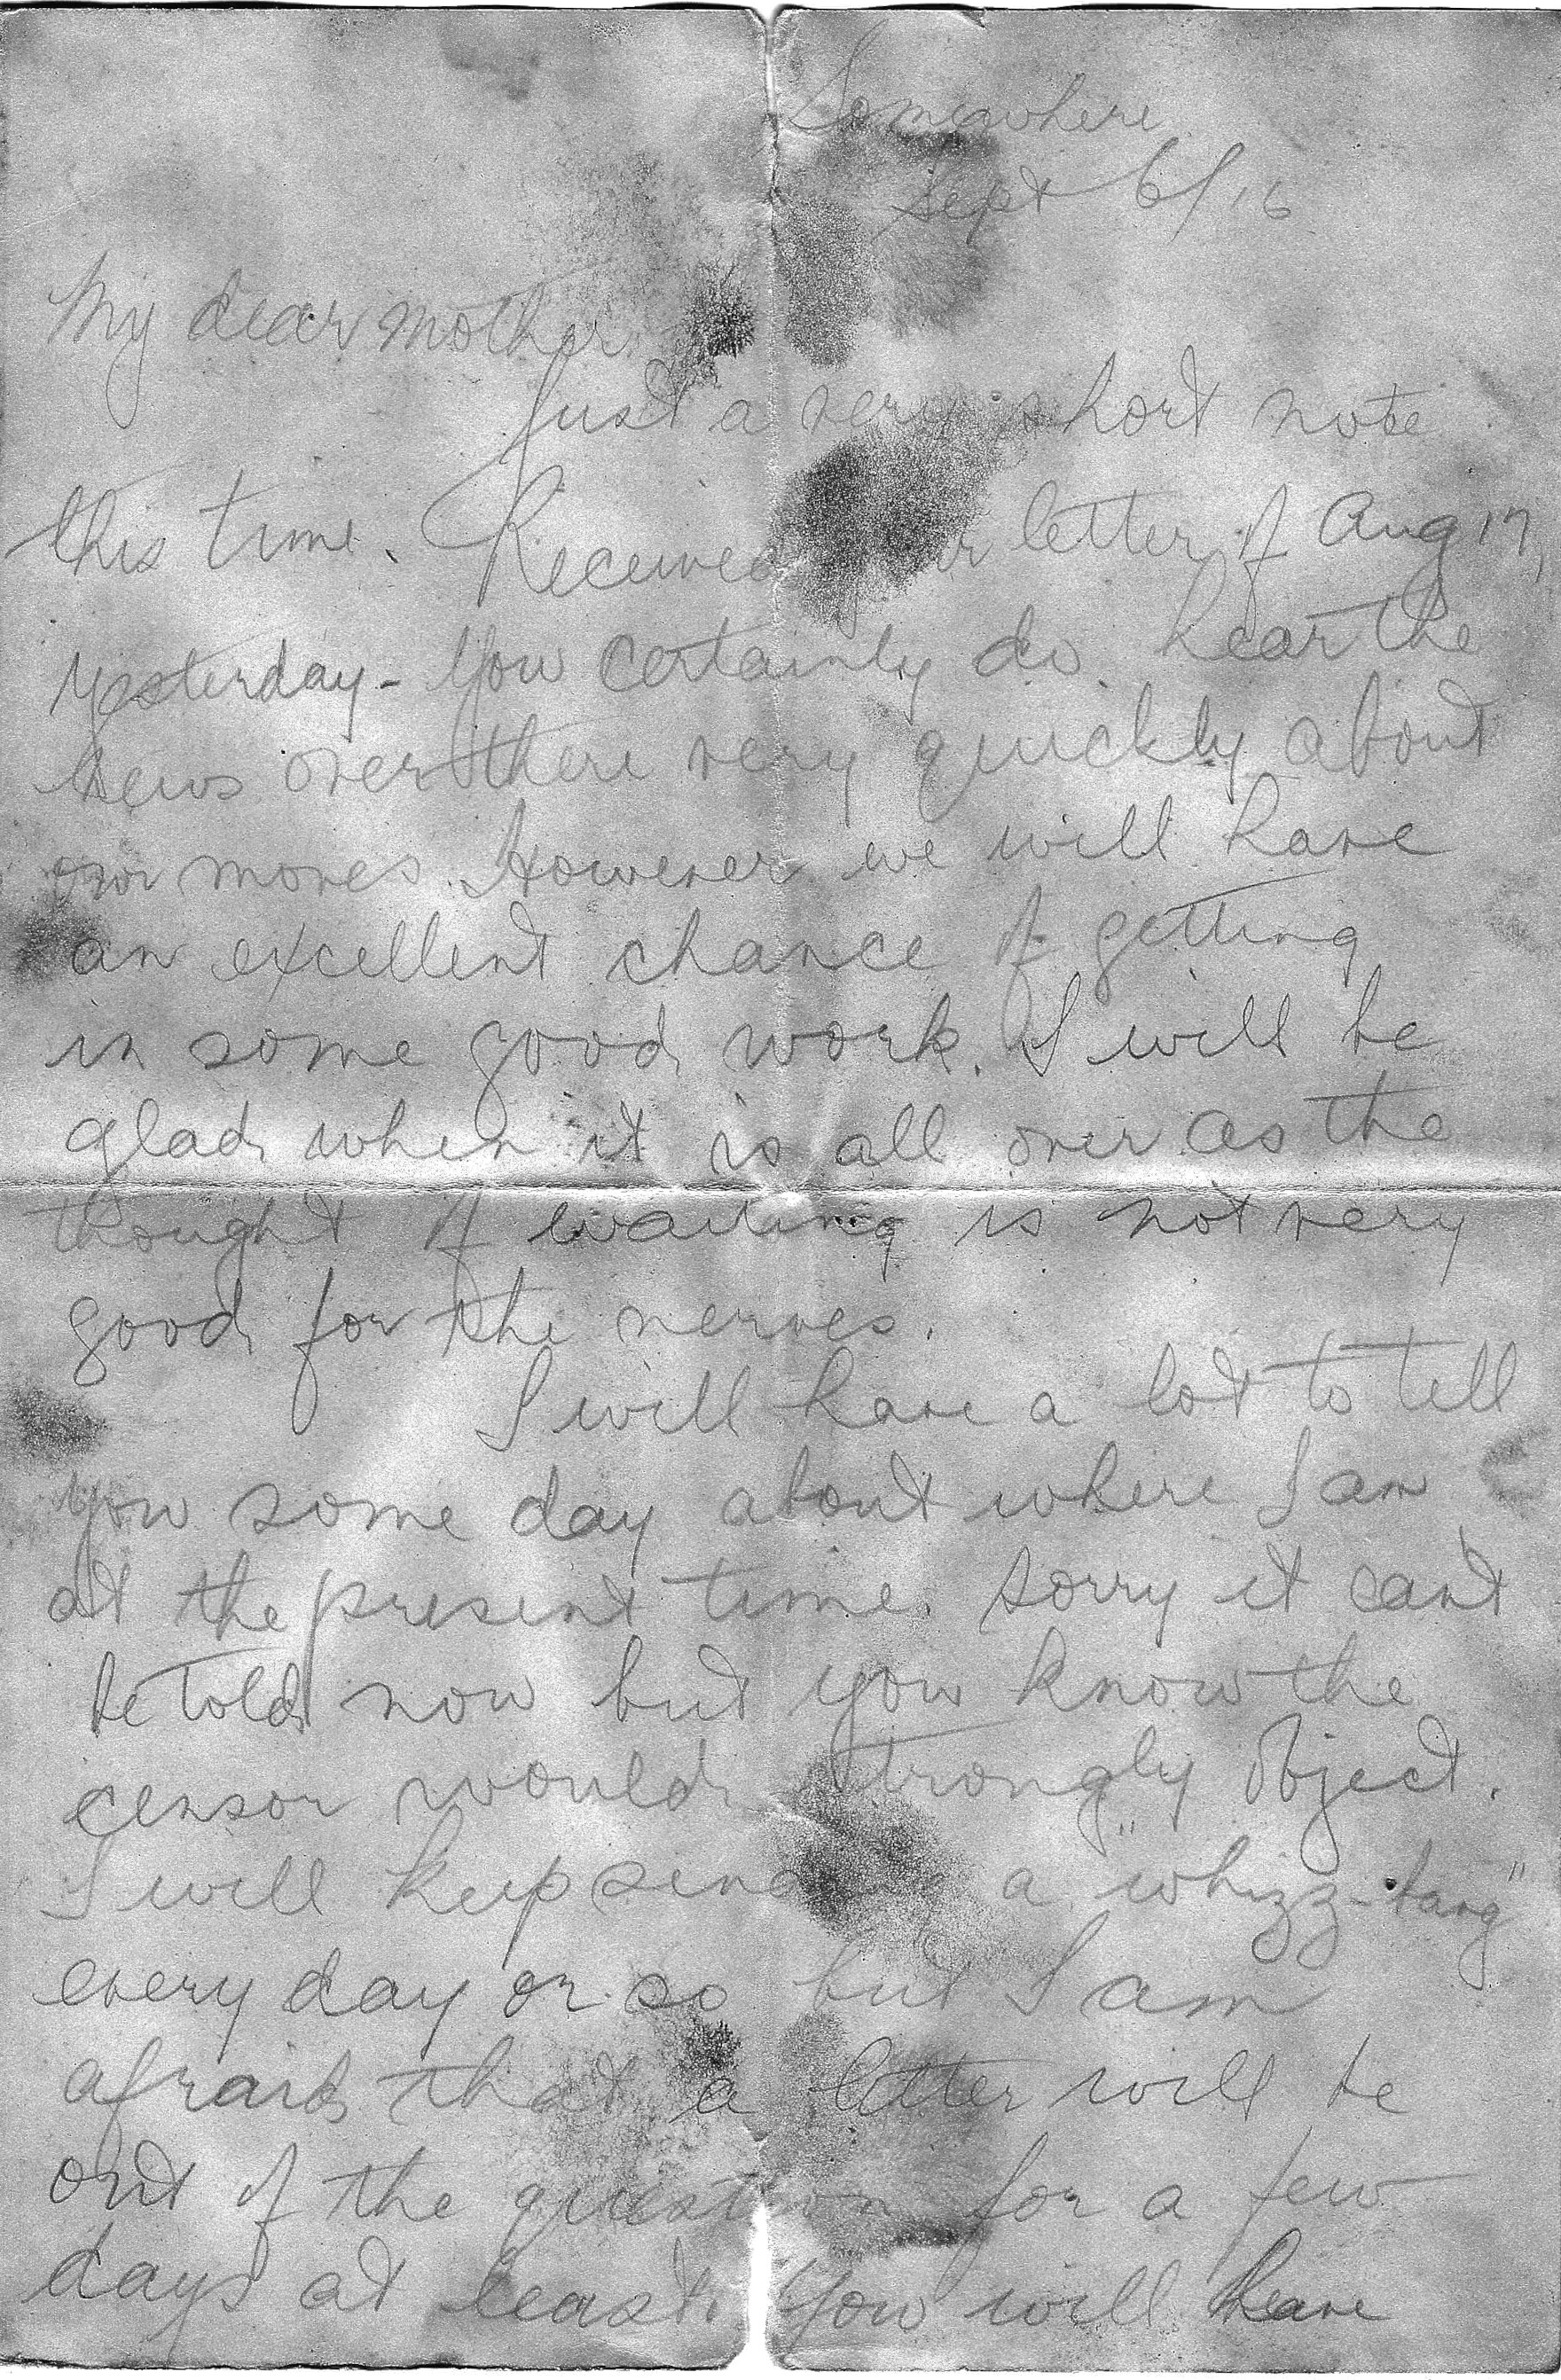 Somewhere
Sept 6/16
My dear mother
Just a very short note
this time. Received letter of Aug 17,
yesterday - You certainly do hear the
news over there very quickly about
our moves. However we will have
an excellent chance of getting
in some good work. I will be
glad when it is all over as the
thought of waiting is not very
good for the nerves.
I will have a lot to tell
you some day about where I am
at the present time. Sorry it cant
be told now but you know the
censor would strongly object.
I will keep a "whizz-bang"
every day or so but I am
afraid that a letter will be
out of the question for a few
days at least. You will have